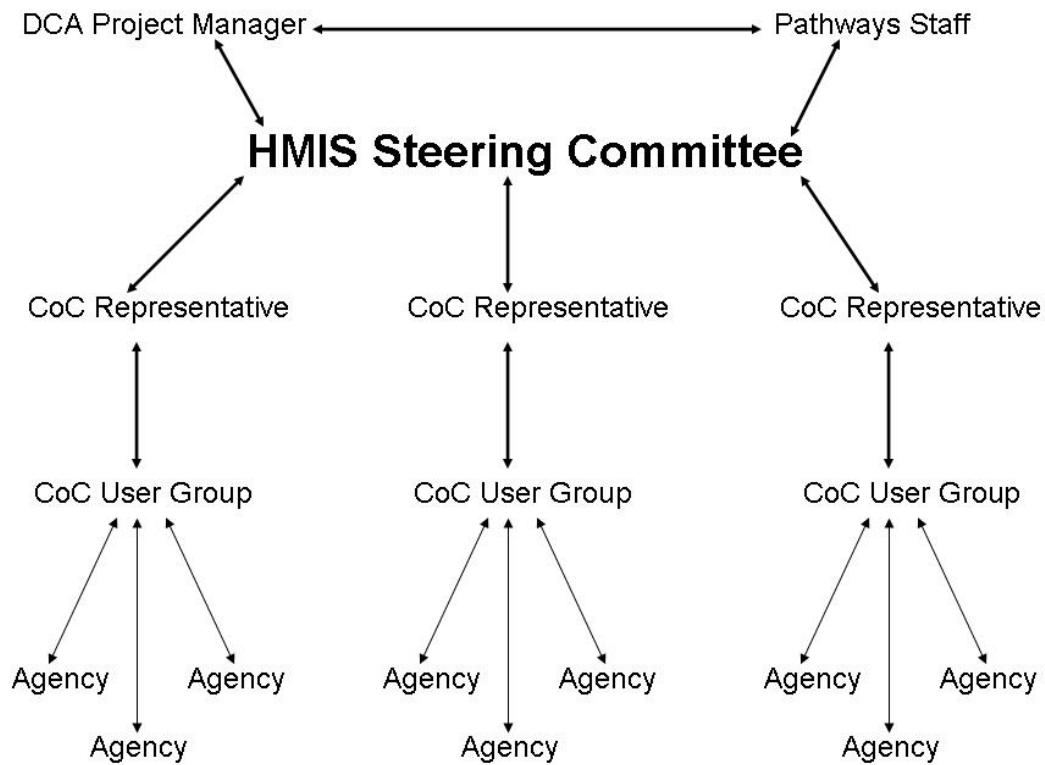 DCA Project Manager
Pathways Staff
HMIS Steering Committee
CoC Representative
CoC Representative
CoC Representative
CoC User Group
CoC User Group
CoC User Group
Agency
Agency
Agency
Agency
Agency
Agency
Agency
Agency
Agency